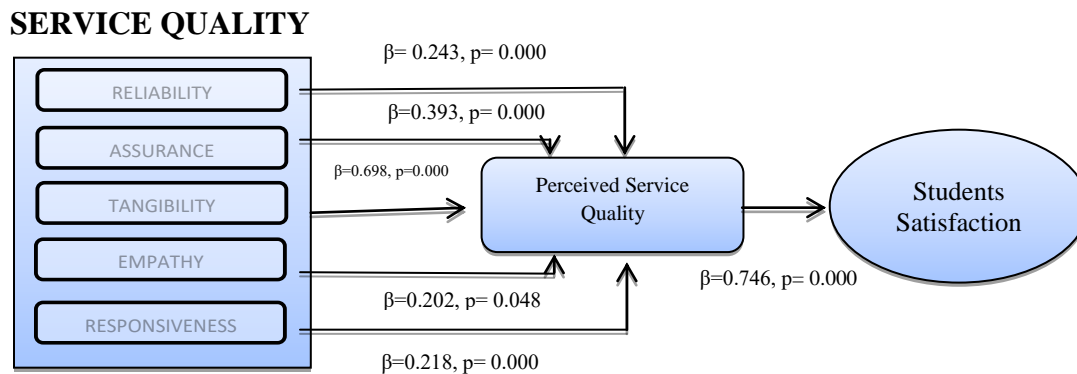 SERVICE QUALITY
β= 0.243, p= 0.000
RELIABILITY
β=0.393, p= 0.000
ASSURANCE
β=0.698, p=0.000
TANGIBILITY
Perceived Service
Quality
Students
Satisfaction
EMPATHY
β=0.746, p= 0.000
β=0.202, p= 0.048
RESPONSIVENESS
β=0.218, p= 0.000